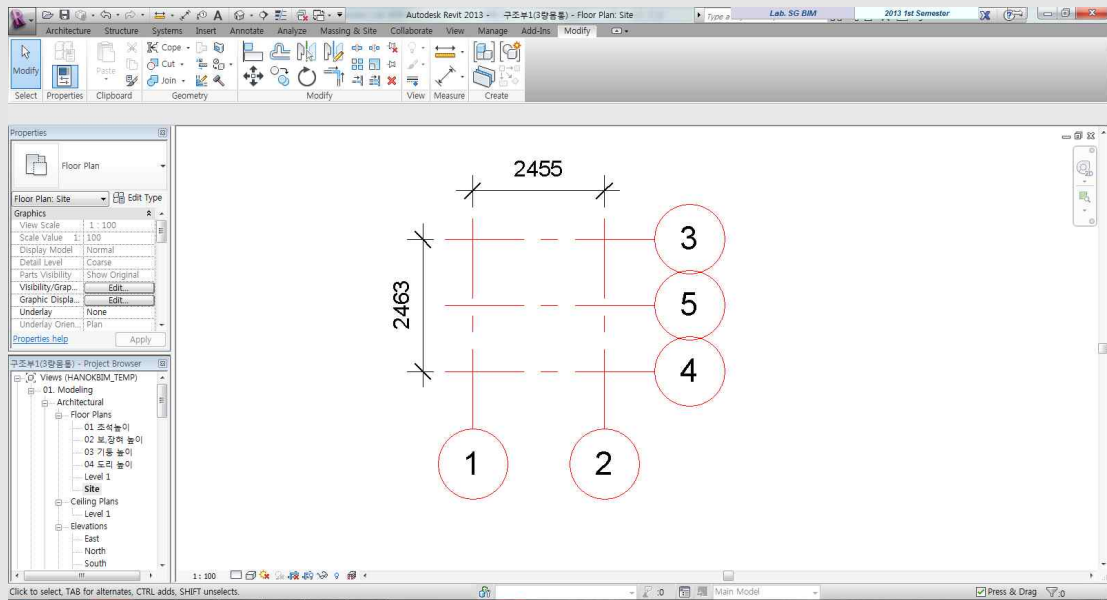 Autodesk Revit 2013 - 구조부1(3량몸통) - Floor Plan: Site
Type a
Lab. SG BIM
2013 1st Semester
Architecture Structure Systems Insert Annotate Analyze Massing & Site Collaborate View Manage Add-Ins Modify
Modify
Paste
Cope
Cut
Join
Select Properties Clipboard Geometry Modify View Measure Create
Properties
Floor Plan
Floor Plan: Site Edit Type
Graphics
View Scale 1 : 100
Scale Value 1: 100
Display Model Normal
Detail Level Coarse
Parts Visibility Show Original
Visibility/Grap... Edit...
Graphic Displa... Edit...
Underlay None
Underlay Orien... Plan
Properties help Apply
구조부1(3량몸통) - Project Browser
Views (HANOKBIM_TEMP)
01. Modeling
Architectural
Floor Plans
01 초석높이
02 보,장혀 높이
03 기둥 높이
04 도리 높이
Level 1
Site
Ceiling Plans
Level 1
Elevations
East
North
South
2455
2463
3
5
4
1
2
1 : 100
Click to select, TAB for alternates, CTRL adds, SHIFT unselects.
:0
Main Model
Press & Drag
:0